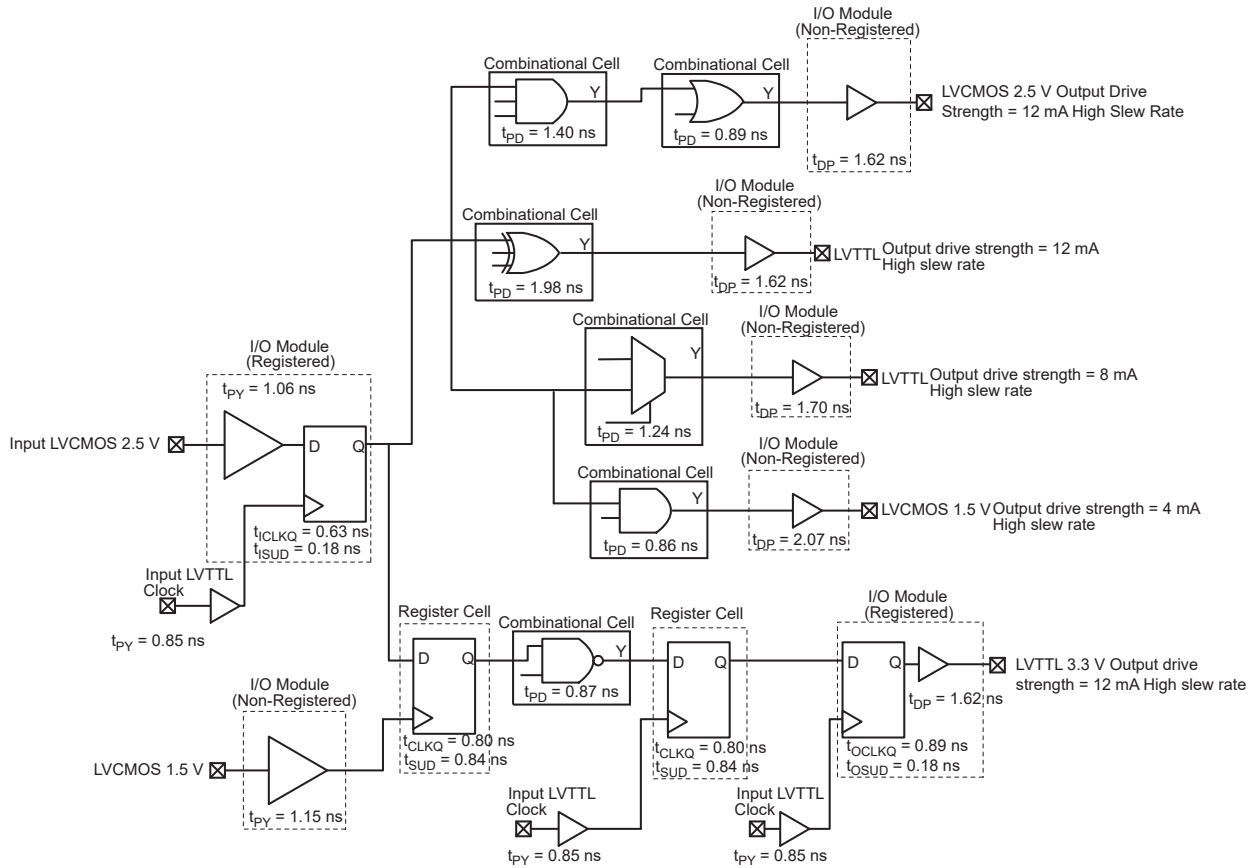 I/O Module
(Non-Registered)
Combinational Cell
Y
tPD = 1.40 ns
Combinational Cell
Y
tPD = 0.89 ns
tDP = 1.62 ns
LVCMOS 2.5 V Output Drive
Strength = 12 mA High Slew Rate
I/O Module
(Non-Registered)
Combinational Cell
Y
tPD = 1.98 ns
tDP = 1.62 ns
LVTTL Output drive strength = 12 mA
High slew rate
I/O Module
(Non-Registered)
Combinational Cell
Y
tPD = 1.24 ns
tDP = 1.70 ns
LVTTL Output drive strength = 8 mA
High slew rate
I/O Module
(Registered)
tPY = 1.06 ns
Input LVCMOS 2.5 V
D
Q
tICLKQ = 0.63 ns
tISUD = 0.18 ns
Input LVTTL
Clock
tPY = 0.85 ns
I/O Module
(Non-Registered)
Combinational Cell
Y
tPD = 0.86 ns
tDP = 2.07 ns
LVCMOS 1.5 V Output drive strength = 4 mA
High slew rate
Register Cell
D
Q
tCLKQ = 0.80 ns
tSUD = 0.84 ns
Combinational Cell
Y
tPD = 0.87 ns
Register Cell
D
Q
tCLKQ = 0.80 ns
tSUD = 0.84 ns
I/O Module
(Registered)
D
Q
tDP = 1.62 ns
tOCLKQ = 0.89 ns
tOSUD = 0.18 ns
LVTTL 3.3 V Output drive
strength = 12 mA High slew rate
I/O Module
(Non-Registered)
LVCMOS 1.5 V
tPY = 1.15 ns
Input LVTTL
Clock
tPY = 0.85 ns
Input LVTTL
Clock
tPY = 0.85 ns